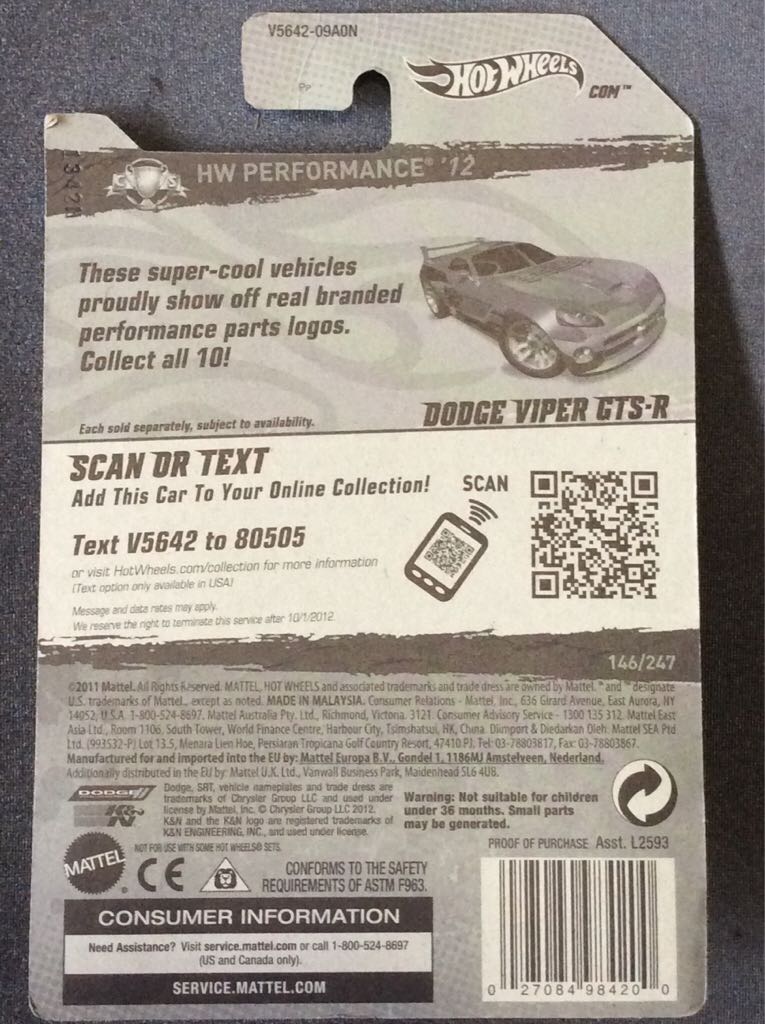 V5642-09A0N
PP
HOT WHEELS
.COM™
1342N
HW PERFORMANCE® '12
These super-cool vehicles
proudly show off real branded
performance parts logos.
Collect all 10!
Each sold separately, subject to availability.
DODGE VIPER GTS-R
SCAN OR TEXT
Add This Car To Your Online Collection!
SCAN
Text V5642 to 80505
or visit HotWheels.com/collection for more information
(Text option only available in USA)
Message and data rates may apply.
We reserve the right to terminate this service after 10/1/2012.
146/247
©2011 Mattel. All Rights Reserved. MATTEL, HOT WHEELS and associated trademarks and trade dress are owned by Mattel. ® and ™ designate
U.S. trademarks of Mattel, except as noted. MADE IN MALAYSIA. Consumer Relations - Mattel, Inc., 636 Girard Avenue, East Aurora, NY
14052, U.S.A. 1-800-524-8697. Mattel Australia Pty. Ltd., Richmond, Victoria. 3121. Consumer Advisory Service - 1300 135 312. Mattel East
Asia Ltd., Room 1106, South Tower, World Finance Centre, Harbour City, Tsimshatsui, HK, China. Diimport & Diedarkan Oleh: Mattel SEA Ptd
Ltd. (993532-P) Lot 13.5, Menara Lien Hoe, Persiaran Tropicana Golf Country Resort, 47410 PJ. Tel: 03-78803817, Fax: 03-78803867.
Manufactured for and imported into the EU by: Mattel Europa B.V., Gondel 1, 1186MJ Amstelveen, Nederland.
Additionally distributed in the EU by: Mattel U.K. Ltd., Vanwall Business Park, Maidenhead SL6 4UB.
DODGE
K&N
Dodge, SRT, vehicle nameplates and trade dress are
trademarks of Chrysler Group LLC and used under
license by Mattel, Inc. © Chrysler Group LLC 2012.
K&N and the K&N logo are registered trademarks of
K&N ENGINEERING, INC., and used under license.
Warning: Not suitable for children
under 36 months. Small parts
may be generated.
NOT FOR USE WITH SOME HOT WHEELS® SETS.
PROOF OF PURCHASE Asst. L2593
MATTEL
CE
CONFORMS TO THE SAFETY
REQUIREMENTS OF ASTM F963.
CONSUMER INFORMATION
Need Assistance? Visit service.mattel.com or call 1-800-524-8697
(US and Canada only).
SERVICE.MATTEL.COM
0 27084 98420 0